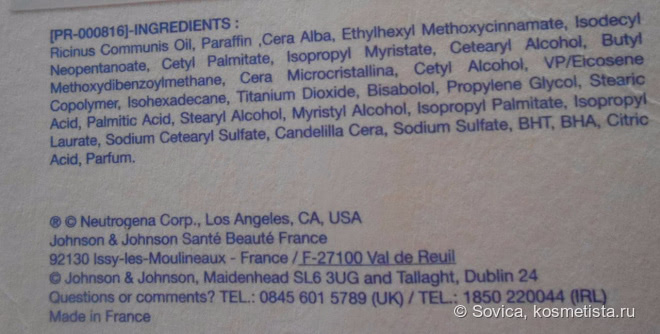 [PR-000816]-INGREDIENTS :
Ricinus Communis Oil, Paraffin ,Cera Alba, Ethylhexyl Methoxycinnamate, Isodecyl
Neopentanoate, Cetyl Palmitate, Isopropyl Myristate, Cetearyl Alcohol, Butyl
Methoxydibenzoylmethane, Cera Microcristallina, Cetyl Alcohol, VP/Eicosene
Copolymer, Isohexadecane, Titanium Dioxide, Bisabolol, Propylene Glycol, Stearic
Acid, Palmitic Acid, Stearyl Alcohol, Myristyl Alcohol, Isopropyl Palmitate, Isopropyl
Laurate, Sodium Cetearyl Sulfate, Candelilla Cera, Sodium Sulfate, BHT, BHA, Citric
Acid, Parfum.
® © Neutrogena Corp., Los Angeles, CA, USA
Johnson & Johnson Santé Beauté France
92130 Issy-les-Moulineaux - France / F-27100 Val de Reuil
© Johnson & Johnson, Maidenhead SL6 3UG and Tallaght, Dublin 24
Questions or comments? TEL.: 0845 601 5789 (UK) / TEL.: 1850 220044 (IRL)
Made in France
© Sovica, kosmetista.ru